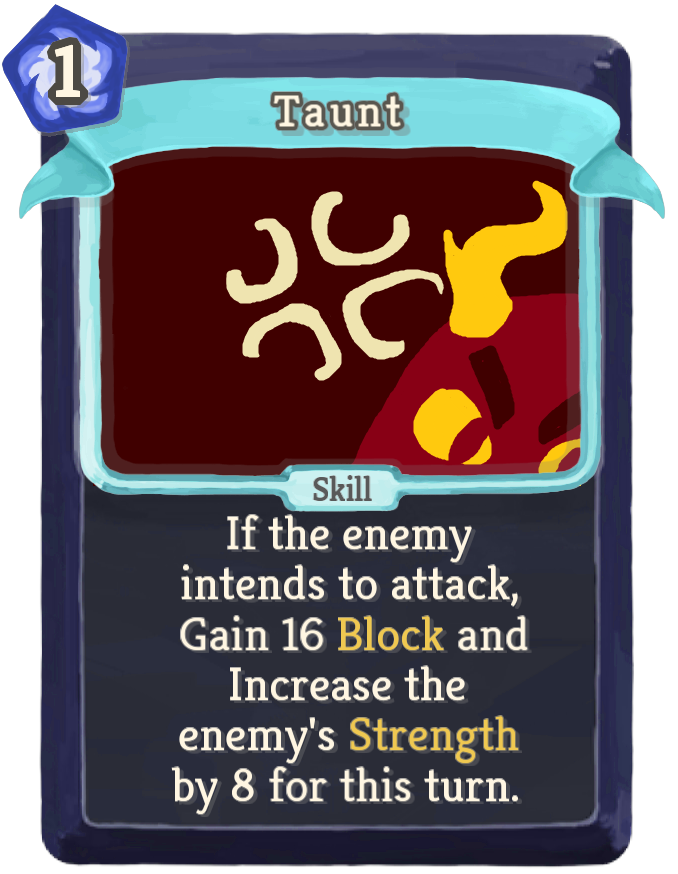 1
Taunt
Skill
If the enemy
intends to attack,
Gain 16 Block and
Increase the
enemy's Strength
by 8 for this turn.